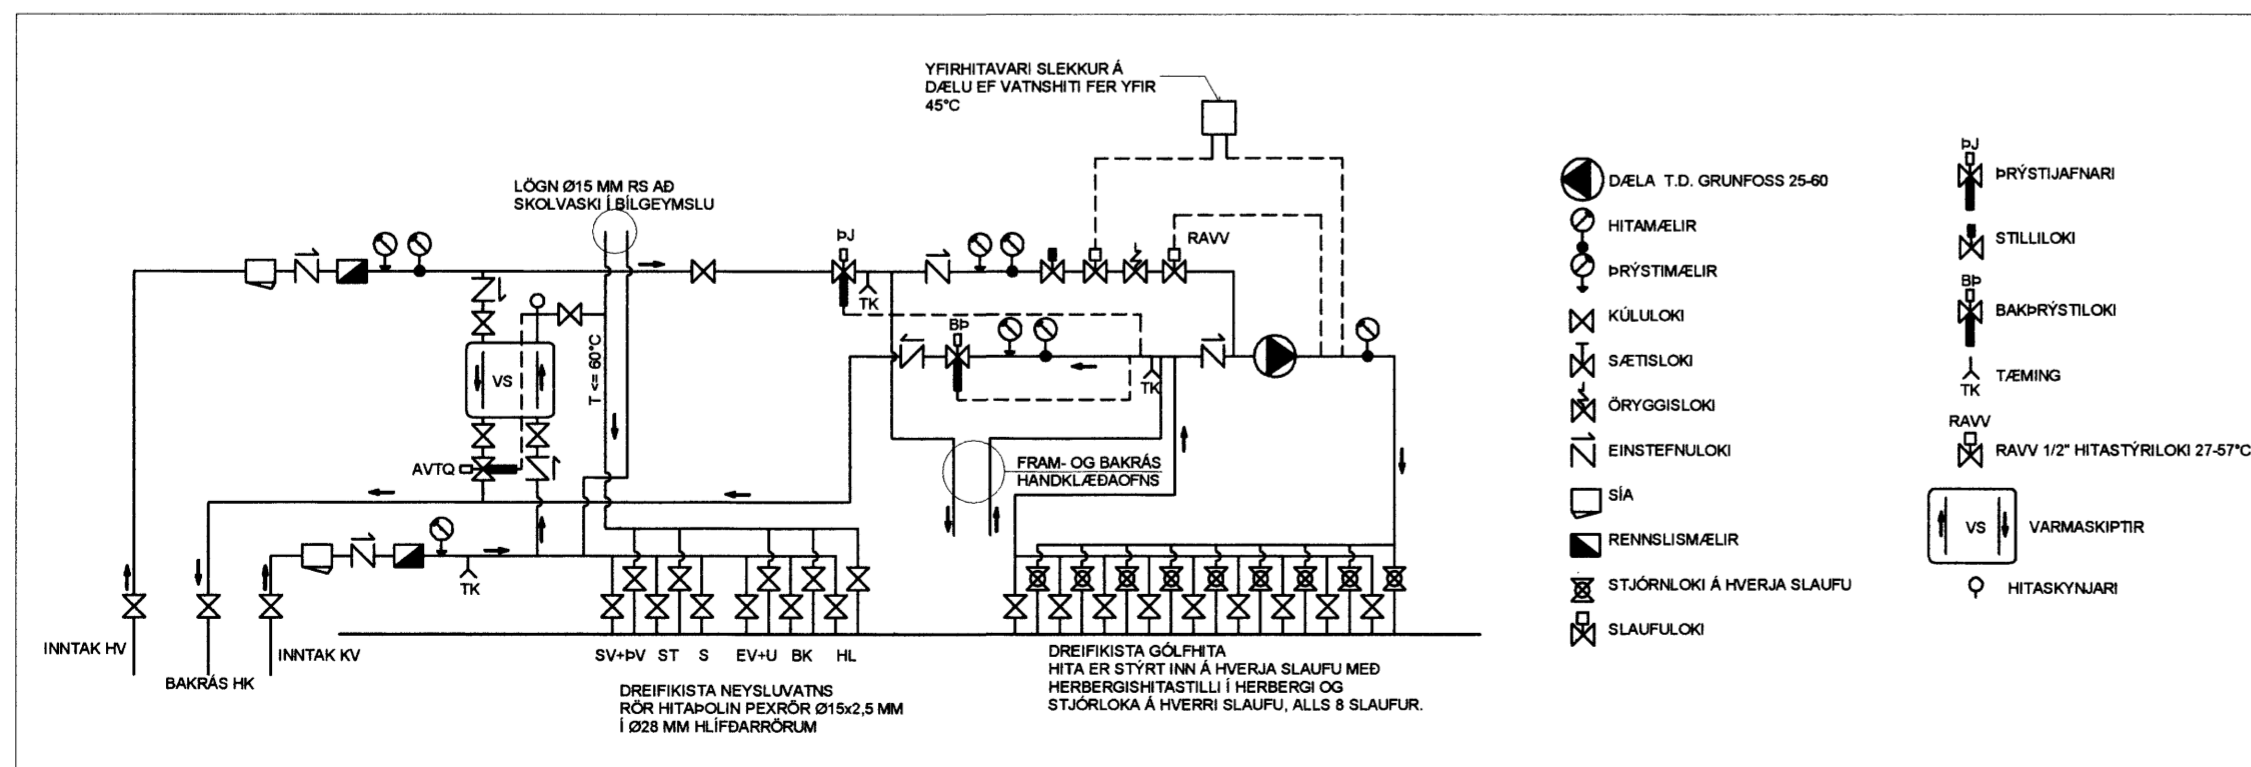 YFIRHITAVARI SLEKKUR Á
DÆLU EF VATNSHITI FER YFIR
45°C
LÖGN Ø15 MM RS AÐ
SKOLVASKI Í BÍLGEYMSLU
ÞJ
RAVV
TK
BÞ
TK
T <= 60°C
VS
AVTQ
FRAM- OG BAKRÁS
HANDKLÆÐAOFNS
TK
INNTAK HV
BAKRÁS HK
INNTAK KV
SV+ÞV ST S EV+U BK HL
DREIFIKISTA NEYSLUVATNS
RÖR HITAÞOLIN PEXRÖR Ø15x2,5 MM
Í Ø28 MM HLÍFÐARRÖRUM
DREIFIKISTA GÓLFHITA
HITA ER STÝRT INN Á HVERJA SLAUFU MEÐ
HERBERGISHITASTILLI Í HERBERGI OG
STJÓRLOKA Á HVERRI SLAUFU, ALLS 8 SLAUFUR.
DÆLA T.D. GRUNFOSS 25-60
HITAMÆLIR
ÞRÝSTIMÆLIR
KÚLULOKI
SÆTISLOKI
ÖRYGGISLOKI
EINSTEFNULOKI
SÍA
RENNSLISMÆLIR
STJÓRNLOKI Á HVERJA SLAUFU
SLAUFULOKI
ÞJ
ÞRÝSTIJAFNARI
STILLILOKI
BÞ
BAKÞRÝSTILOKI
TÆMING
TK
RAVV
RAVV 1/2" HITASTÝRILOKI 27-57°C
VS
VARMASKIPTIR
HITASKYNJARI